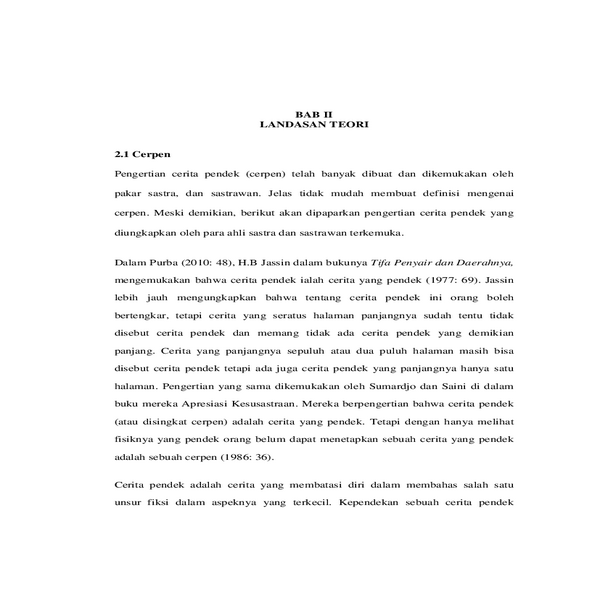 BAB II
LANDASAN TEORI
2.1 Cerpen
Pengertian cerita pendek (cerpen) telah banyak dibuat dan dikemukakan oleh
pakar sastra, dan sastrawan. Jelas tidak mudah membuat definisi mengenai
cerpen. Meski demikian, berikut akan dipaparkan pengertian cerita pendek yang
diungkapkan oleh para ahli sastra dan sastrawan terkemuka.
Dalam Purba (2010: 48), H.B Jassin dalam bukunya Tifa Penyair dan Daerahnya,
mengemukakan bahwa cerita pendek ialah cerita yang pendek (1977: 69). Jassin
lebih jauh mengungkapkan bahwa tentang cerita pendek ini orang boleh
bertengkar, tetapi cerita yang seratus halaman panjangnya sudah tentu tidak
disebut cerita pendek dan memang tidak ada cerita pendek yang demikian
panjang. Cerita yang panjangnya sepuluh atau dua puluh halaman masih bisa
disebut cerita pendek tetapi ada juga cerita pendek yang panjangnya hanya satu
halaman. Pengertian yang sama dikemukakan oleh Sumardjo dan Saini di dalam
buku mereka Apresiasi Kesusastraan. Mereka berpengertian bahwa cerita pendek
(atau disingkat cerpen) adalah cerita yang pendek. Tetapi dengan hanya melihat
fisiknya yang pendek orang belum dapat menetapkan sebuah cerita yang pendek
adalah sebuah cerpen (1986: 36).
Cerita pendek adalah cerita yang membatasi diri dalam membahas salah satu
unsur fiksi dalam aspeknya yang terkecil. Kependekan sebuah cerita pendek